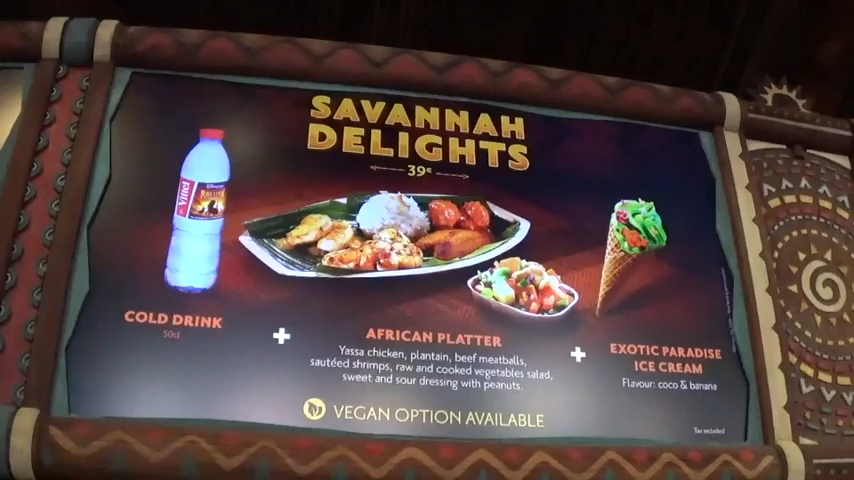 SAVANNAH
DELIGHTS
39€
Vittel
COLD DRINK
50cl
+
AFRICAN PLATTER
Yassa chicken, plantain, beef meatballs,
sautéed shrimps, raw and cooked vegetables salad,
sweet and sour dressing with peanuts.
+
EXOTIC PARADISE
ICE CREAM
Flavour: coco & banana
VEGAN OPTION AVAILABLE
Tax included